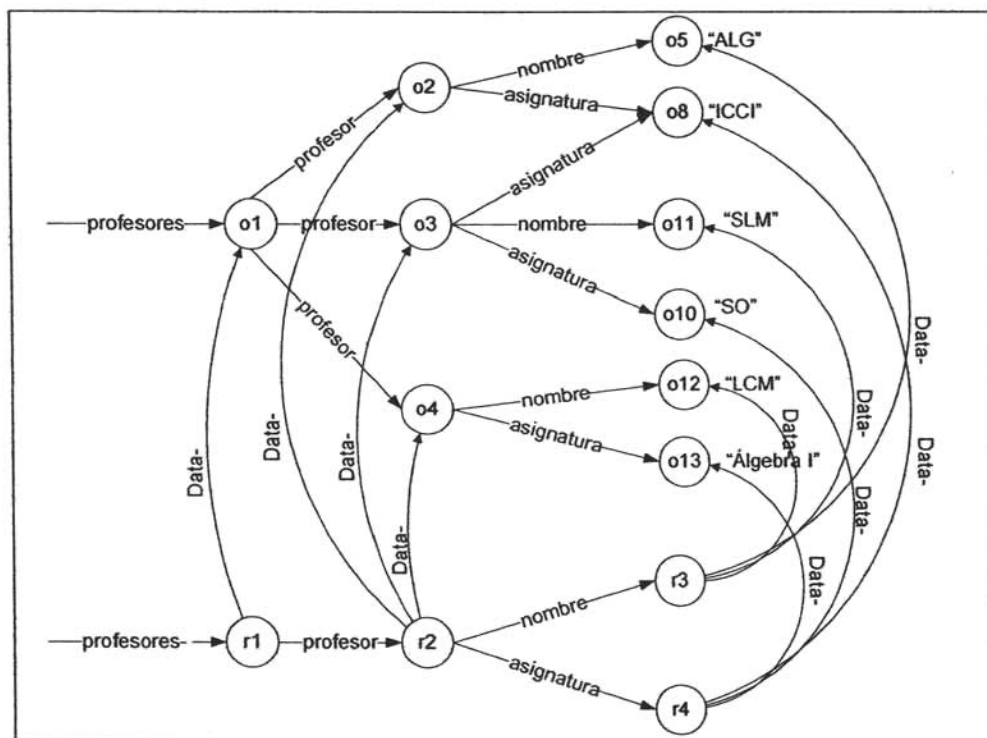 o5 "ALG"
nombre
o2
asignatura
o8 "ICCI"
profesor
asignatura
profesores
o1
profesor
o3
nombre
o11 "SLM"
asignatura
profesor
o10 "SO"
Data-
Data-
o12 "LCM"
nombre
o4
Data-
asignatura
o13 "Álgebra I"
Data-
Data-
Data-
Data-
Data-
Data-
r3
Data-
nombre
profesores-
r1
profesor
r2
asignatura
r4